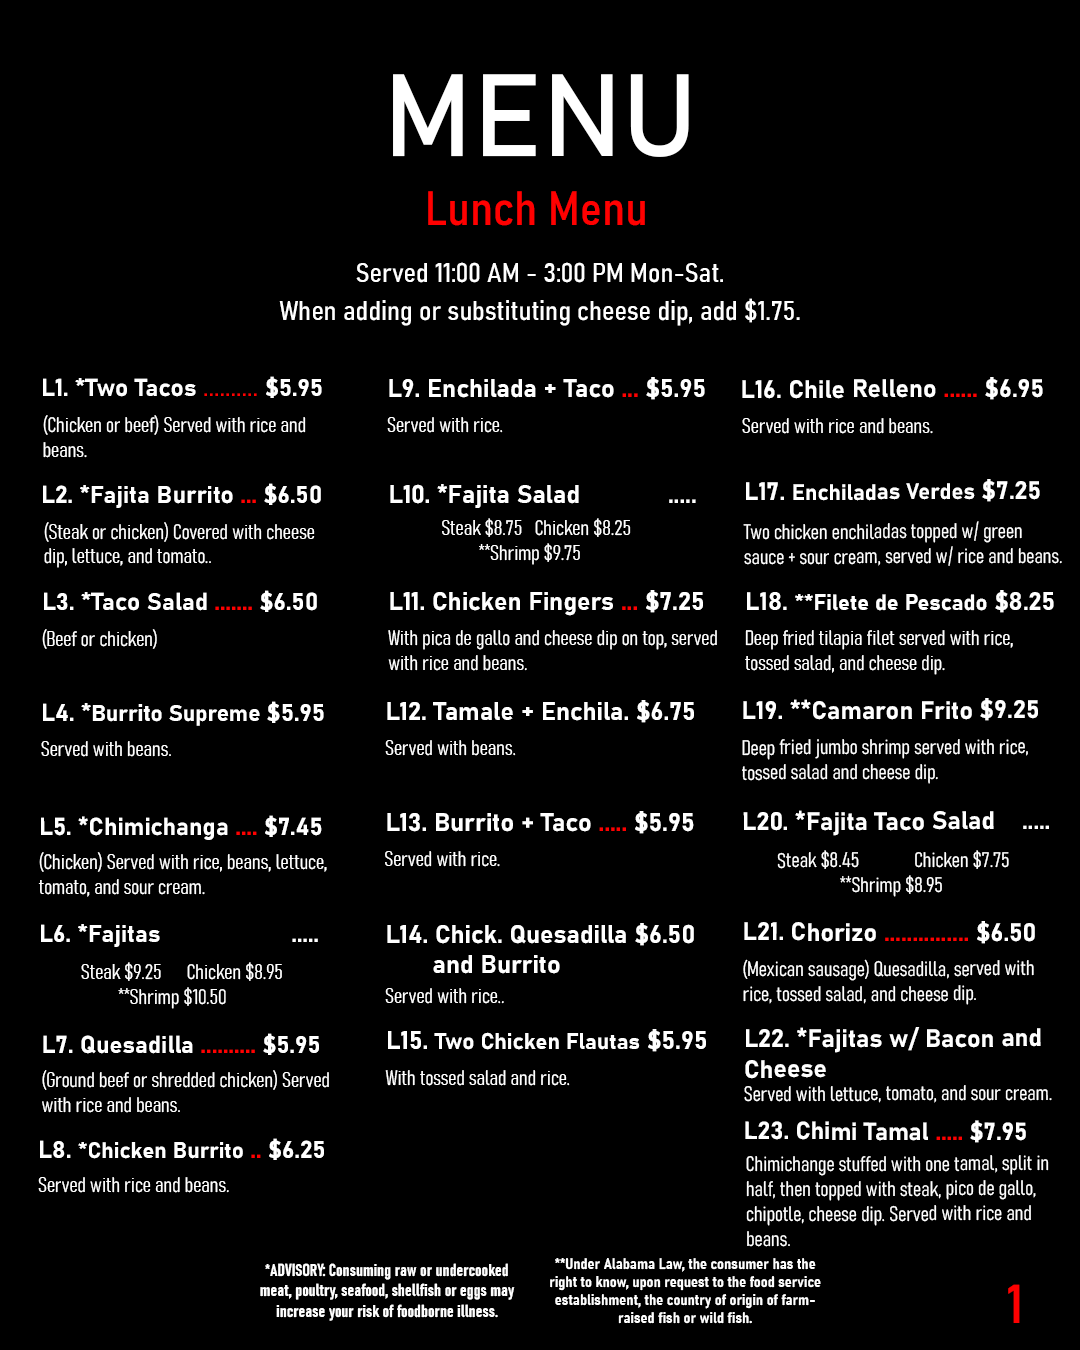 MENU
Lunch Menu
Served 11:00 AM - 3:00 PM Mon-Sat.
When adding or substituting cheese dip, add $1.75.
L1. *Two Tacos .......... $5.95
(Chicken or beef) Served with rice and
beans.
L2. *Fajita Burrito ... $6.50
(Steak or chicken) Covered with cheese
dip, lettuce, and tomato..
L3. *Taco Salad ....... $6.50
(Beef or chicken)
L4. *Burrito Supreme $5.95
Served with beans.
L5. *Chimichanga .... $7.45
(Chicken) Served with rice, beans, lettuce,
tomato, and sour cream.
L6. *Fajitas .....
Steak $9.25 Chicken $8.95
**Shrimp $10.50
L7. Quesadilla .......... $5.95
(Ground beef or shredded chicken) Served
with rice and beans.
L8. *Chicken Burrito .. $6.25
Served with rice and beans.
L9. Enchilada + Taco ... $5.95
Served with rice.
L10. *Fajita Salad .....
Steak $8.75 Chicken $8.25
**Shrimp $9.75
L11. Chicken Fingers ... $7.25
With pica de gallo and cheese dip on top, served
with rice and beans.
L12. Tamale + Enchila. $6.75
Served with beans.
L13. Burrito + Taco ..... $5.95
Served with rice.
L14. Chick. Quesadilla $6.50
and Burrito
Served with rice..
L15. Two Chicken Flautas $5.95
With tossed salad and rice.
L16. Chile Relleno ...... $6.95
Served with rice and beans.
L17. Enchiladas Verdes $7.25
Two chicken enchiladas topped w/ green
sauce + sour cream, served w/ rice and beans.
L18. **Filete de Pescado $8.25
Deep fried tilapia filet served with rice,
tossed salad, and cheese dip.
L19. **Camaron Frito $9.25
Deep fried jumbo shrimp served with rice,
tossed salad and cheese dip.
L20. *Fajita Taco Salad .....
Steak $8.45 Chicken $7.75
**Shrimp $8.95
L21. Chorizo ............... $6.50
(Mexican sausage) Quesadilla, served with
rice, tossed salad, and cheese dip.
L22. *Fajitas w/ Bacon and
Cheese
Served with lettuce, tomato, and sour cream.
L23. Chimi Tamal ..... $7.95
Chimichange stuffed with one tamal, split in
half, then topped with steak, pico de gallo,
chipotle, cheese dip. Served with rice and
beans.
*ADVISORY: Consuming raw or undercooked
meat, poultry, seafood, shellfish or eggs may
increase your risk of foodborne illness.
**Under Alabama Law, the consumer has the
right to know, upon request to the food service
establishment, the country of origin of farm-
raised fish or wild fish.
1